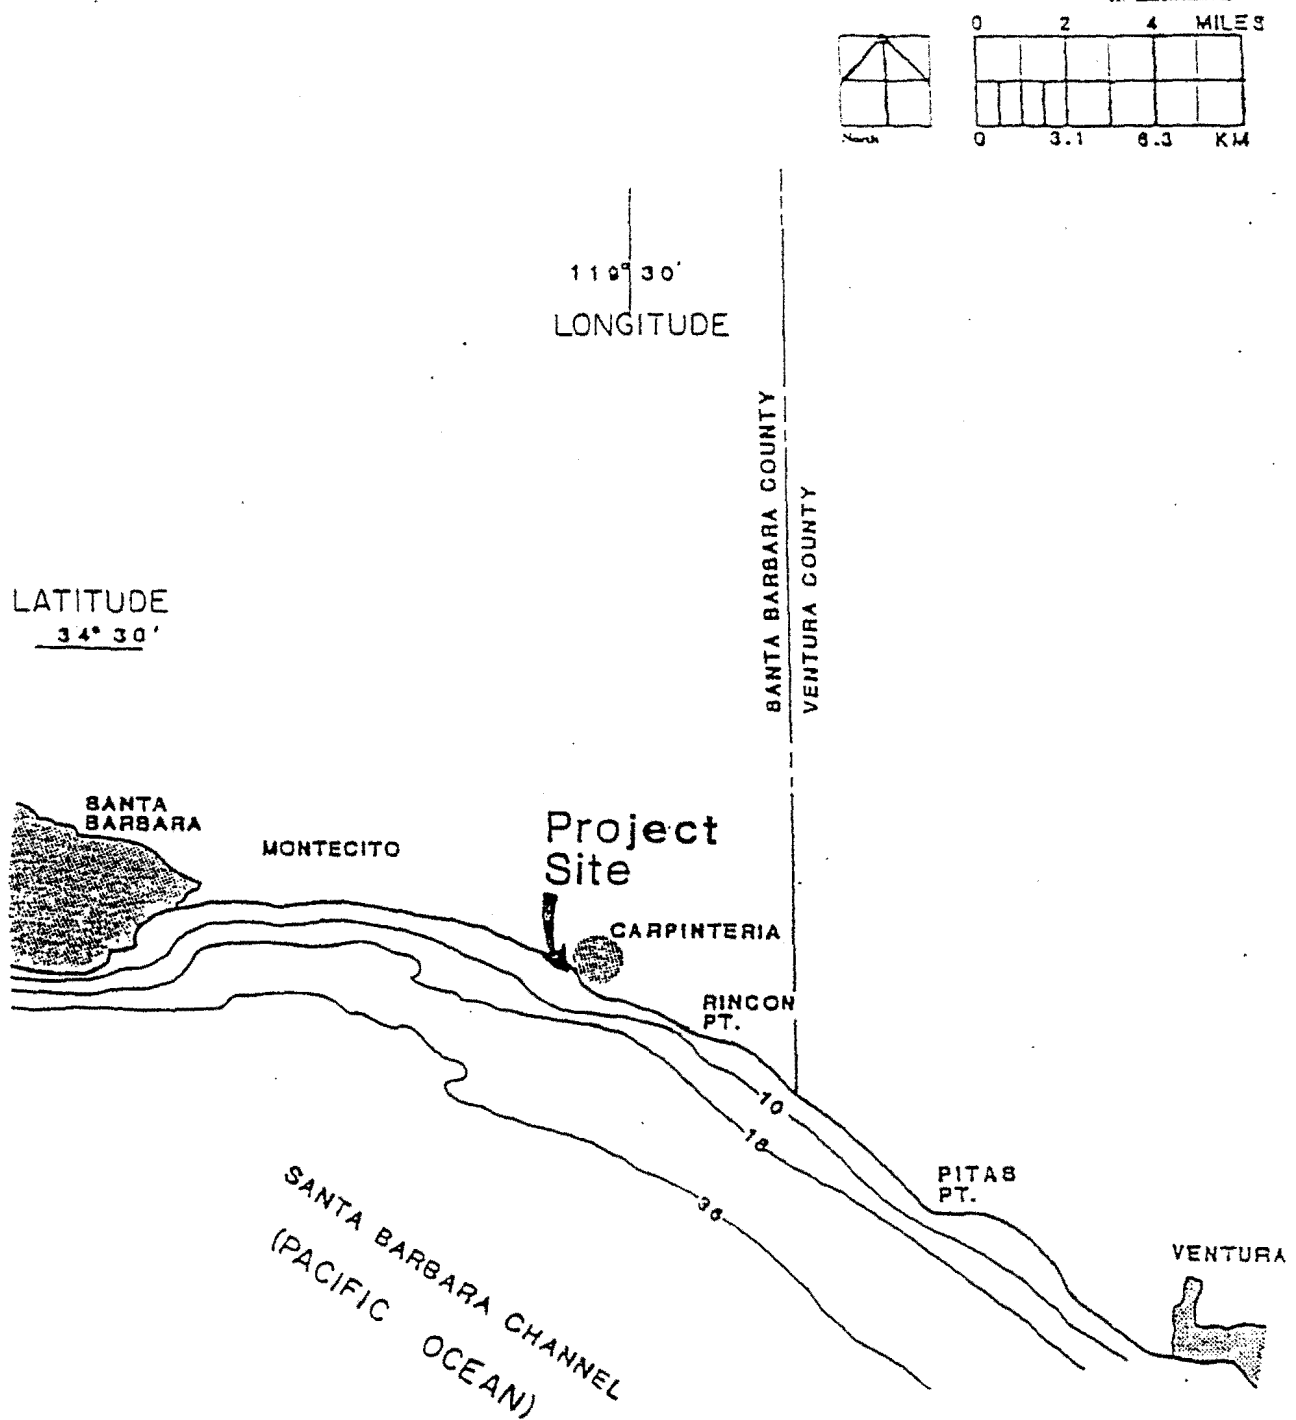 0 2 4 MILES
0 3.1 6.3 KM
North
119° 30'
LONGITUDE
SANTA BARBARA COUNTY
VENTURA COUNTY
LATITUDE
34° 30'
SANTA
BARBARA
MONTECITO
Project
Site
CARPINTERIA
RINCON
PT.
10
18
36
PITAS
PT.
VENTURA
SANTA BARBARA CHANNEL
(PACIFIC OCEAN)